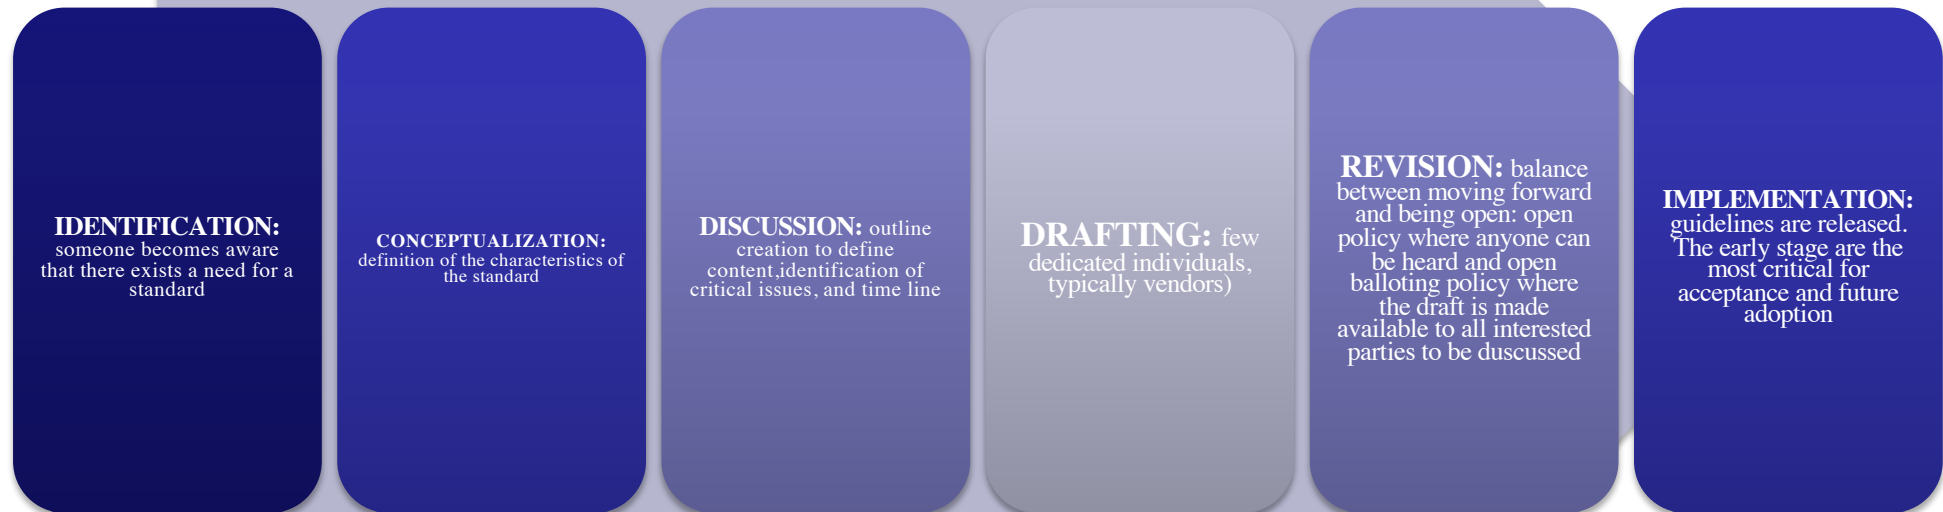 IDENTIFICATION:
someone becomes aware
that there exists a need for a
standard
CONCEPTUALIZATION:
definition of the characteristics of
the standard
DISCUSSION: outline
creation to define
content,identification of
critical issues, and time line
DRAFTING: few
dedicated individuals,
typically vendors)
REVISION: balance
between moving forward
and being open: open
policy where anyone can
be heard and open
balloting policy where
the draft is made
available to all interested
parties to be duscussed
IMPLEMENTATION:
guidelines are released.
The early stage are the
most critical for
acceptance and future
adoption